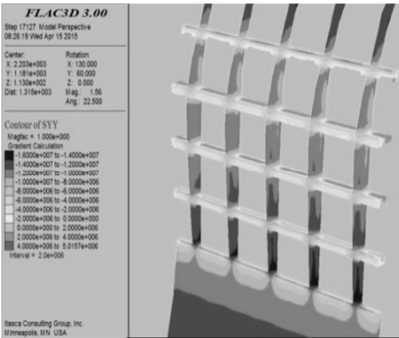 FLAC3D 3.00
Step 17127 Model Perspective
08:26:19 Wed Apr 15 2015
Center: Rotation:
X: 2.203e+003 X: 130.000
Y: 1.181e+003 Y: 60.000
Z: 1.130e+002 Z: 0.000
Dist: 1.315e+003 Mag.: 1.56
Ang.: 22.500
Contour of SYY
Magfac = 1.000e+000
Gradient Calculation
-1.6000e+007 to -1.4000e+007
-1.4000e+007 to -1.2000e+007
-1.2000e+007 to -1.0000e+007
-1.0000e+007 to -8.0000e+006
-8.0000e+006 to -6.0000e+006
-6.0000e+006 to -4.0000e+006
-4.0000e+006 to -2.0000e+006
-2.0000e+006 to 0.0000e+000
0.0000e+000 to 2.0000e+006
2.0000e+006 to 4.0000e+006
4.0000e+006 to 5.0157e+006
Interval = 2.0e+006
Itasca Consulting Group, Inc.
Minneapolis, MN USA